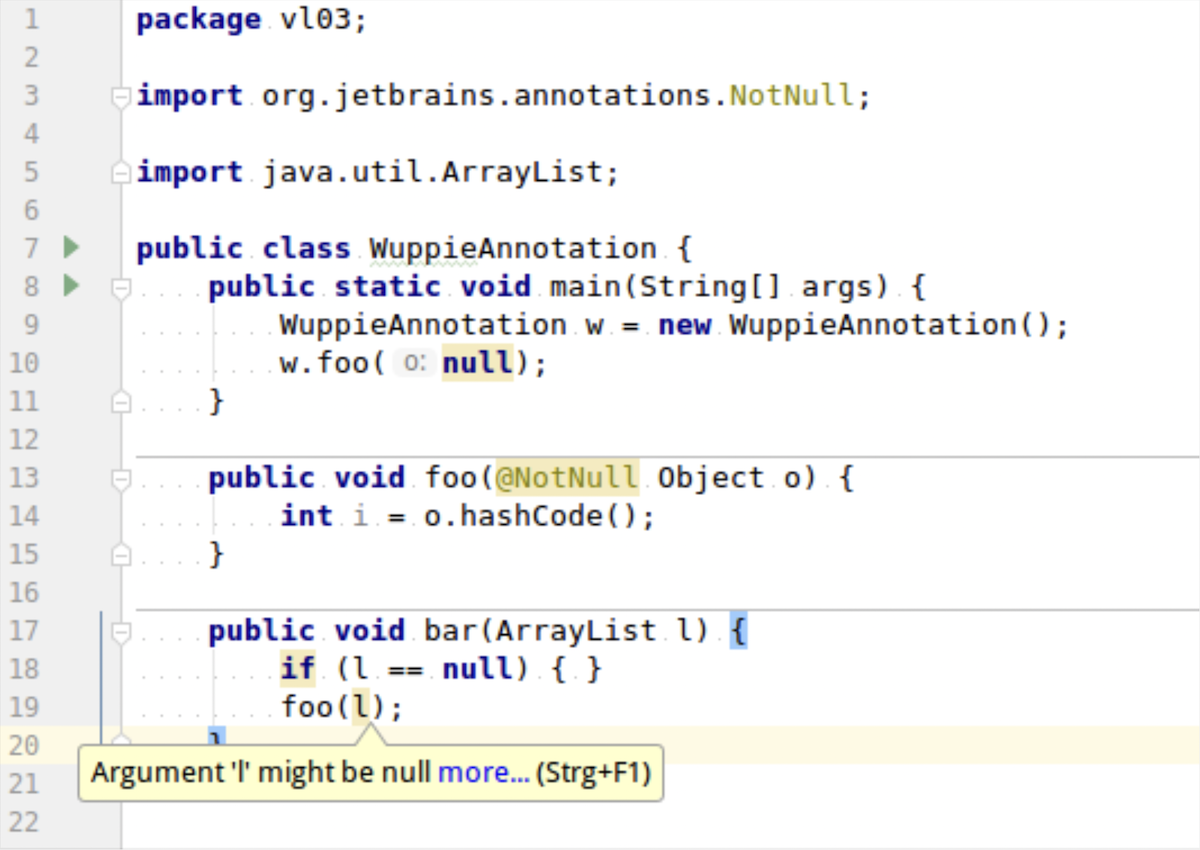 1 package vl03;
2
3 import org.jetbrains.annotations.NotNull;
4
5 import java.util.ArrayList;
6
7 public class WuppieAnnotation {
8 public static void main(String[] args) {
9 WuppieAnnotation w = new WuppieAnnotation();
10 w.foo( o: null);
11 }
12
13 public void foo(@NotNull Object o) {
14 int i = o.hashCode();
15 }
16
17 public void bar(ArrayList l) {
18 if (l == null) { }
19 foo(l);
20 }
Argument 'l' might be null more... (Strg+F1)
21
22